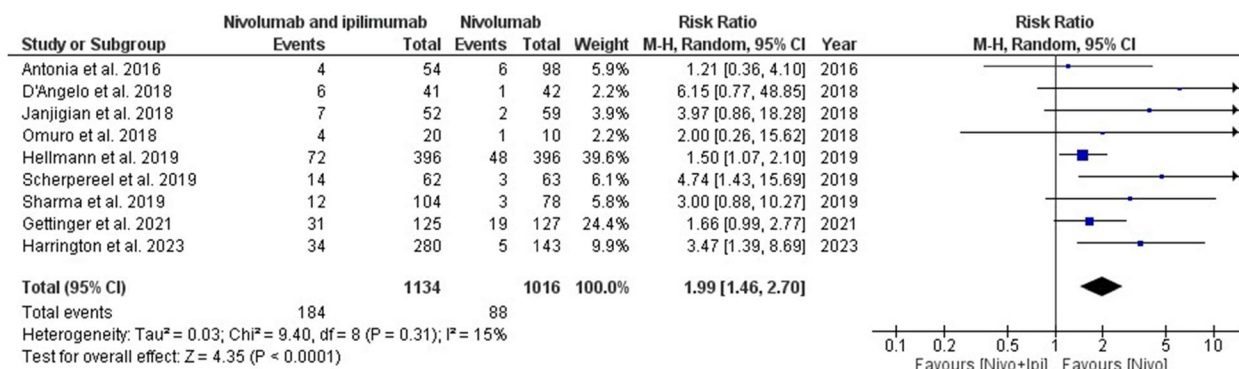 Nivolumab and ipilimumab Nivolumab Risk Ratio Risk Ratio
Study or Subgroup Events Total Events Total Weight M-H, Random, 95% CI Year M-H, Random, 95% CI
Antonia et al. 2016 4 54 6 98 5.9% 1.21 [0.36, 4.10] 2016
D'Angelo et al. 2018 6 41 1 42 2.2% 6.15 [0.77, 48.85] 2018
Janjigian et al. 2018 7 52 2 59 3.9% 3.97 [0.86, 18.28] 2018
Omuro et al. 2018 4 20 1 10 2.2% 2.00 [0.26, 15.62] 2018
Hellmann et al. 2019 72 396 48 396 39.6% 1.50 [1.07, 2.10] 2019
Scherpereel et al. 2019 14 62 3 63 6.1% 4.74 [1.43, 15.69] 2019
Sharma et al. 2019 12 104 3 78 5.8% 3.00 [0.88, 10.27] 2019
Gettinger et al. 2021 31 125 19 127 24.4% 1.66 [0.99, 2.77] 2021
Harrington et al. 2023 34 280 5 143 9.9% 3.47 [1.39, 8.69] 2023
Total (95% CI) 1134 1016 100.0% 1.99 [1.46, 2.70]
Total events 184 88
Heterogeneity: Tau² = 0.03; Chi² = 9.40, df = 8 (P = 0.31); I² = 15%
Test for overall effect: Z = 4.35 (P < 0.0001)
0.1 0.2 0.5 1 2 5 10
Favours [Nivo+Ipi] Favours [Nivo]